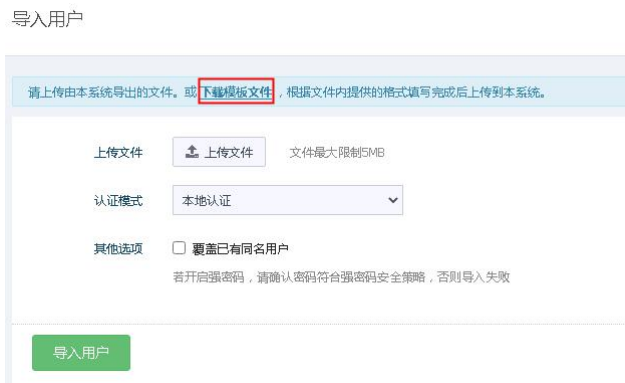 导入用户
请上传由本系统导出的文件。或 下载模板文件 ，根据文件内提供的格式填写完成后上传到本系统。
上传文件 上传文件 文件最大限制5MB
认证模式 本地认证
其他选项 覆盖已有同名用户
若开启强密码，请确认密码符合强密码安全策略，否则导入失败
导入用户